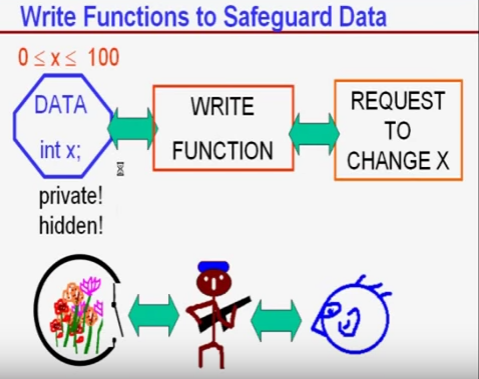 Write Functions to Safeguard Data
0 ≤ x ≤ 100
DATA
int x;
WRITE
FUNCTION
REQUEST
TO
CHANGE X
private!
hidden!